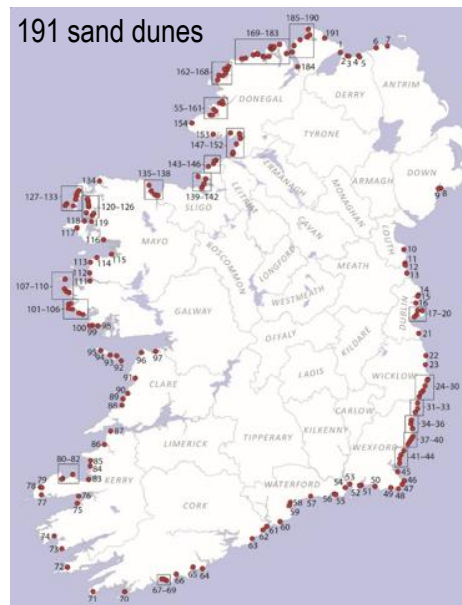 191 sand dunes
185–190
169–183
191
6 7
1
2
3 4
5
184
162–168
DONEGAL
DERRY
ANTRIM
55–161
TYRONE
154
153
147–152
143–146
FERMANAGH
ARMAGH
DOWN
9 8
134
135–138
139–142
SLIGO
LEITRIM
MONAGHAN
CAVAN
127–133
120–126
118 119
117
116
MAYO
LOUTH
10
11
12
13
ROSCOMMON
LONGFORD
MEATH
115
114
113
112
111
107–110
WESTMEATH
14
15
16
17–20
DUBLIN
101–106
GALWAY
100 98
99
OFFALY
KILDARE
21
95
94
93
92
96 97
22
23
LAOIS
WICKLOW
91
CLARE
24–30
90
89
88
CARLOW
31–33
34–36
87
86
LIMERICK
TIPPERARY
KILKENNY
WEXFORD
37–40
41–44
80–82
85
84
83
79
78
77
KERRY
76
75
WATERFORD
45
46
47
48
49
50
51
52
53
54
55
56
57
58
59
60
61
62
63
CORK
74
73
72
71
70
67–69
66
65 64